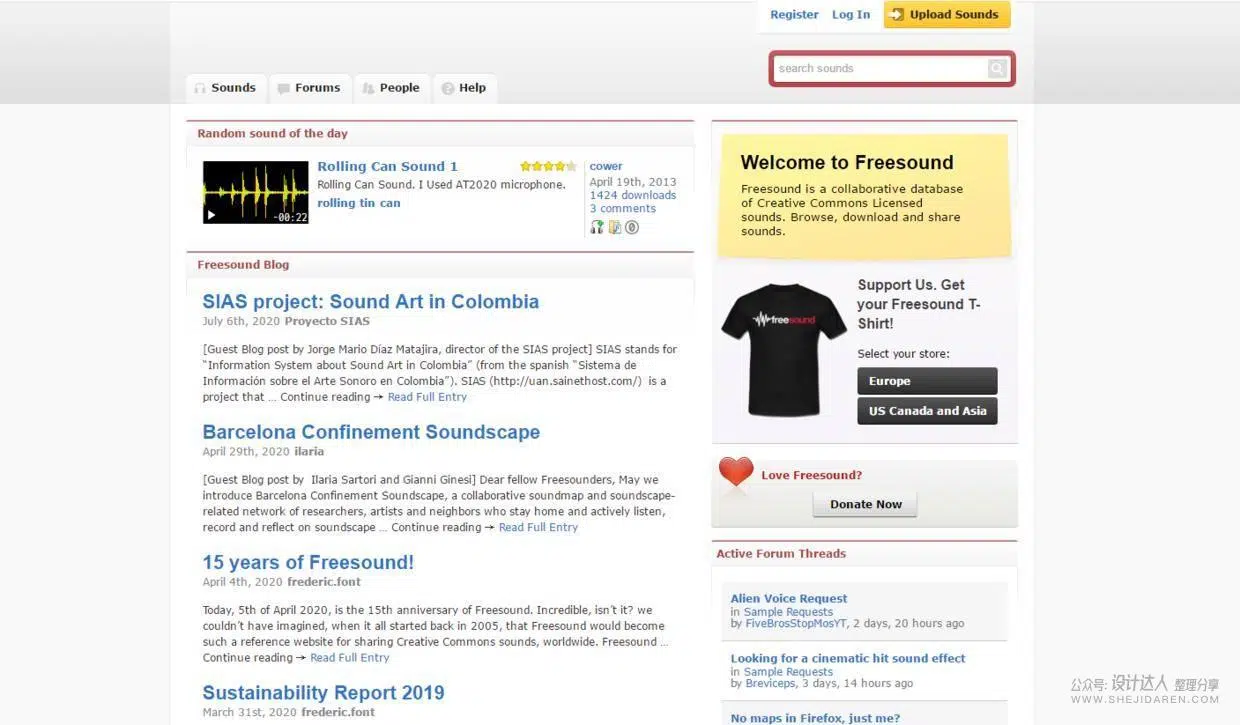 Register Log In Upload Sounds
search sounds
Sounds Forums People Help
Random sound of the day
Rolling Can Sound 1
Rolling Can Sound. I Used AT2020 microphone.
rolling tin can
-00:22
cower
April 19th, 2013
1424 downloads
3 comments
Freesound Blog
SIAS project: Sound Art in Colombia
July 6th, 2020 Proyecto SIAS
[Guest Blog post by Jorge Mario Díaz Matajira, director of the SIAS project] SIAS stands for
“Information System about Sound Art in Colombia” (from the spanish “Sistema de
Información sobre el Arte Sonoro en Colombia”). SIAS (http://uan.sainethost.com/)  is a
project that … Continue reading → Read Full Entry
Barcelona Confinement Soundscape
April 29th, 2020 ilaria
[Guest Blog post by  Ilaria Sartori and Gianni Ginesi] Dear fellow Freesounders, May we
introduce Barcelona Confinement Soundscape, a collaborative soundmap and soundscape-
related network of researchers, artists and neighbors who stay home and actively listen,
record and reflect on soundscape … Continue reading → Read Full Entry
15 years of Freesound!
April 4th, 2020 frederic.font
Today, 5th of April 2020, is the 15th anniversary of Freesound. Incredible, isn’t it? we
couldn’t have imagined, when it all started back in 2005, that Freesound would become
such a reference website for sharing Creative Commons sounds, worldwide. Freesound …
Continue reading → Read Full Entry
Sustainability Report 2019
March 31st, 2020 frederic.font
Welcome to Freesound
Freesound is a collaborative database
of Creative Commons Licensed
sounds. Browse, download and share
sounds.
freesound
Support Us. Get
your Freesound T-
Shirt!
Select your store:
Europe
US Canada and Asia
Love Freesound?
Donate Now
Active Forum Threads
Alien Voice Request
in Sample Requests
by FiveBrosStopMosYT, 2 days, 20 hours ago
Looking for a cinematic hit sound effect
in Sample Requests
by Breviceps, 3 days, 14 hours ago
No maps in Firefox, just me?
公众号: 设计达人 整理分享
WWW.SHEJIDAREN.COM